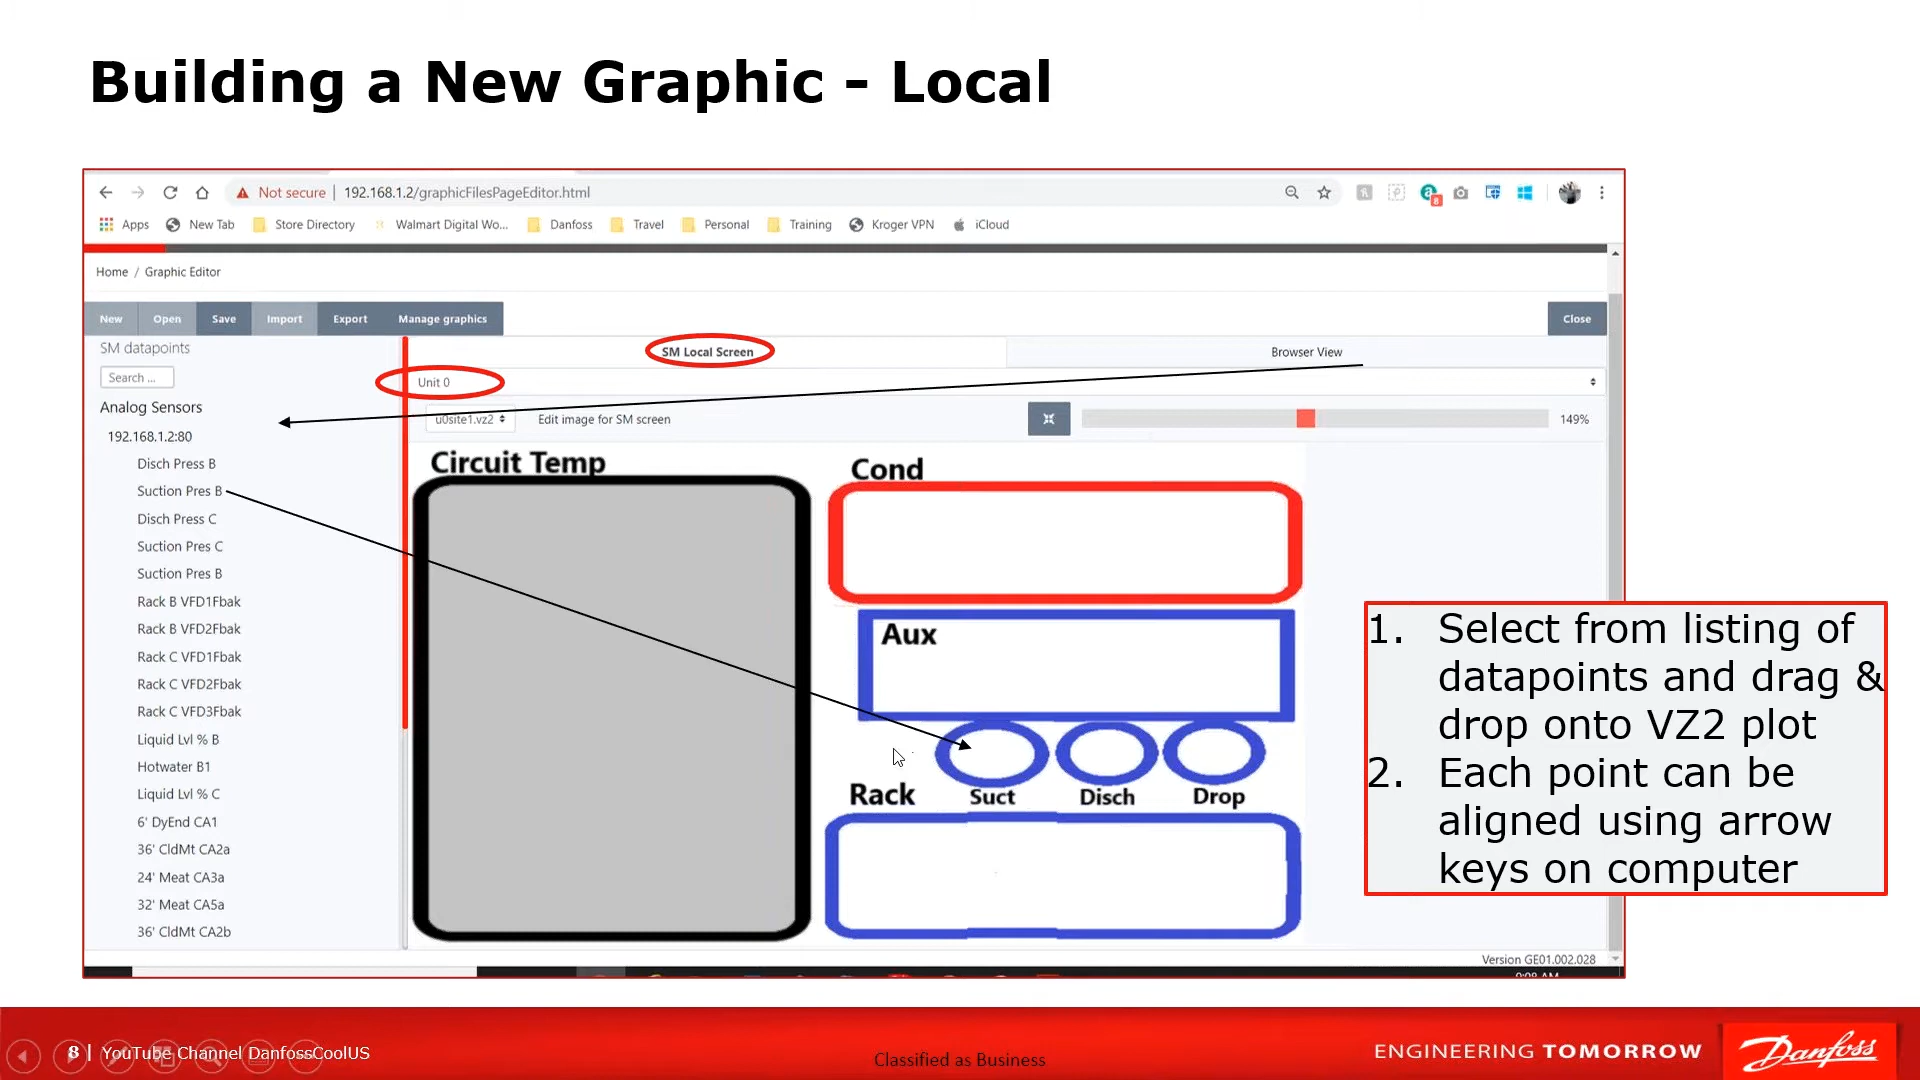 Building a New Graphic - Local
Not secure | 192.168.1.2/graphicFilesPageEditor.html
8
Apps New Tab Store Directory Walmart Digital Wo... Danfoss Travel Personal Training Kroger VPN iCloud
Home / Graphic Editor
New Open Save Import Export Manage graphics Close
SM datapoints
Search ...
Analog Sensors
192.168.1.2:80
Disch Press B
Suction Pres B
Disch Press C
Suction Pres C
Suction Pres B
Rack B VFD1Fbak
Rack B VFD2Fbak
Rack C VFD1Fbak
Rack C VFD2Fbak
Rack C VFD3Fbak
Liquid Lvl % B
Hotwater B1
Liquid Lvl % C
6' DyEnd CA1
36' CldMt CA2a
24' Meat CA3a
32' Meat CA5a
36' CldMt CA2b
SM Local Screen Browser View
Unit 0
u0site1.vz2 Edit image for SM screen 149%
Circuit Temp
Cond
Aux
Rack Suct Disch Drop
Version GE01.002.028
9:08 AM
1. Select from listing of
datapoints and drag &
drop onto VZ2 plot
2. Each point can be
aligned using arrow
keys on computer
8 | YouTube Channel DanfossCoolUS
Classified as Business
ENGINEERING TOMORROW
Danfoss